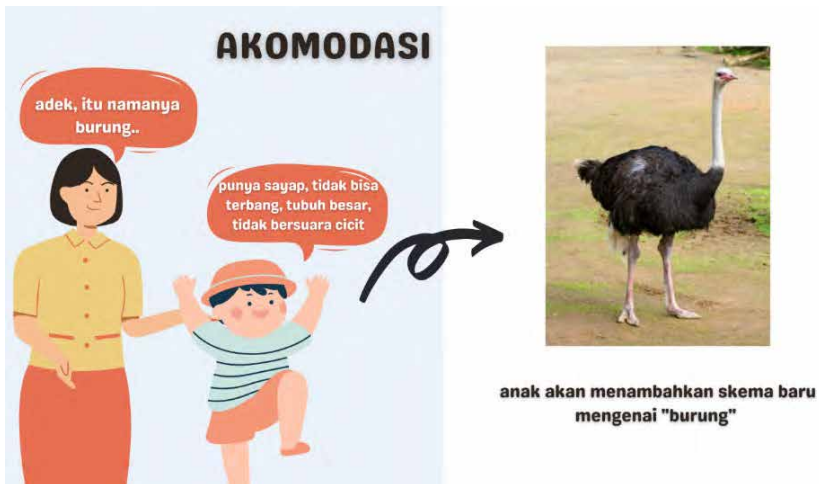 AKOMODASI
adek, itu namanya
burung..
punya sayap, tidak bisa
terbang, tubuh besar,
tidak bersuara cicit
anak akan menambahkan skema baru
mengenai "burung"